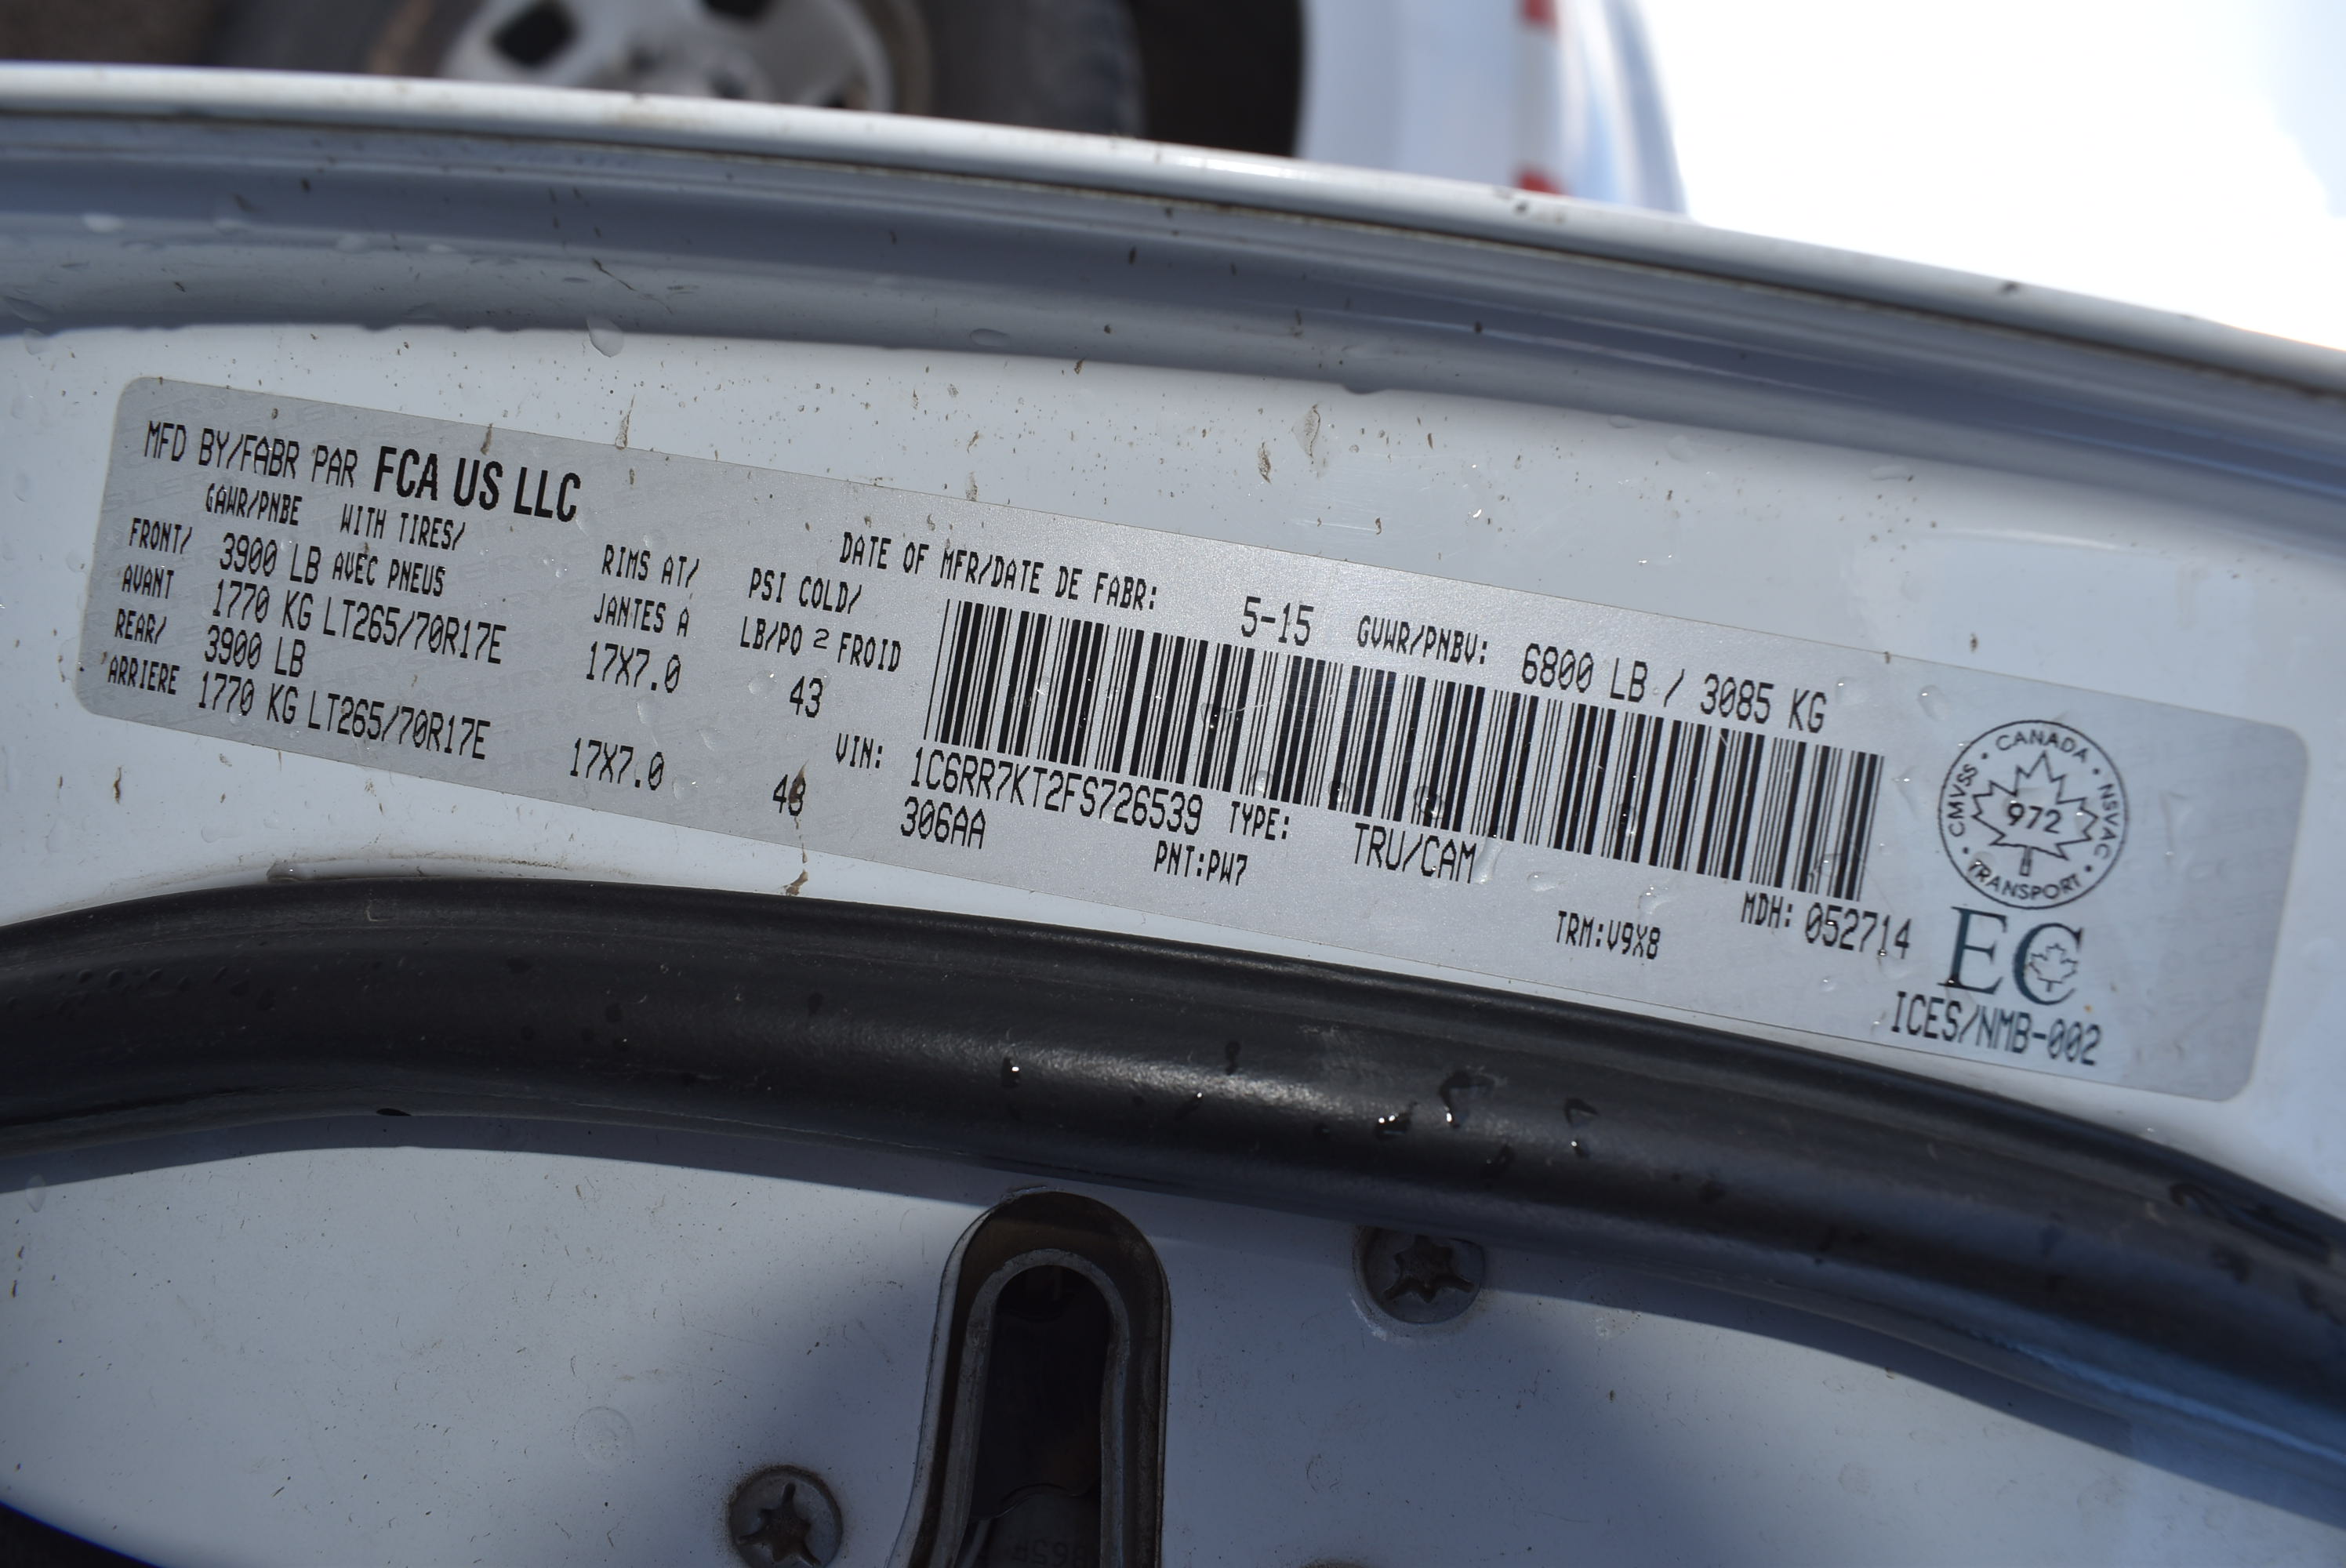 MFD BY/FABR PAR FCA US LLC
DATE OF MFR/DATE DE FABR: 5-15 GVWR/PNBV: 6800 LB / 3085 KG
GAWR/PNBE WITH TIRES/ RIMS AT/ PSI COLD/
AVEC PNEUS JANTES A LB/PO 2 FROID
FRONT/ 3900 LB
AVANT 1770 KG LT265/70R17E 17X7.0 43
REAR/ 3900 LB
ARRIERE 1770 KG LT265/70R17E 17X7.0 43
VIN: 1C6RR7KT2FS726539 TYPE: TRU/CAM MDH: 052714
306AA PNT:PW7 TRM:V9X8
CANADA · NSVAC · TRANSPORT · CMVSS
972
EC
ICES/NMB-002